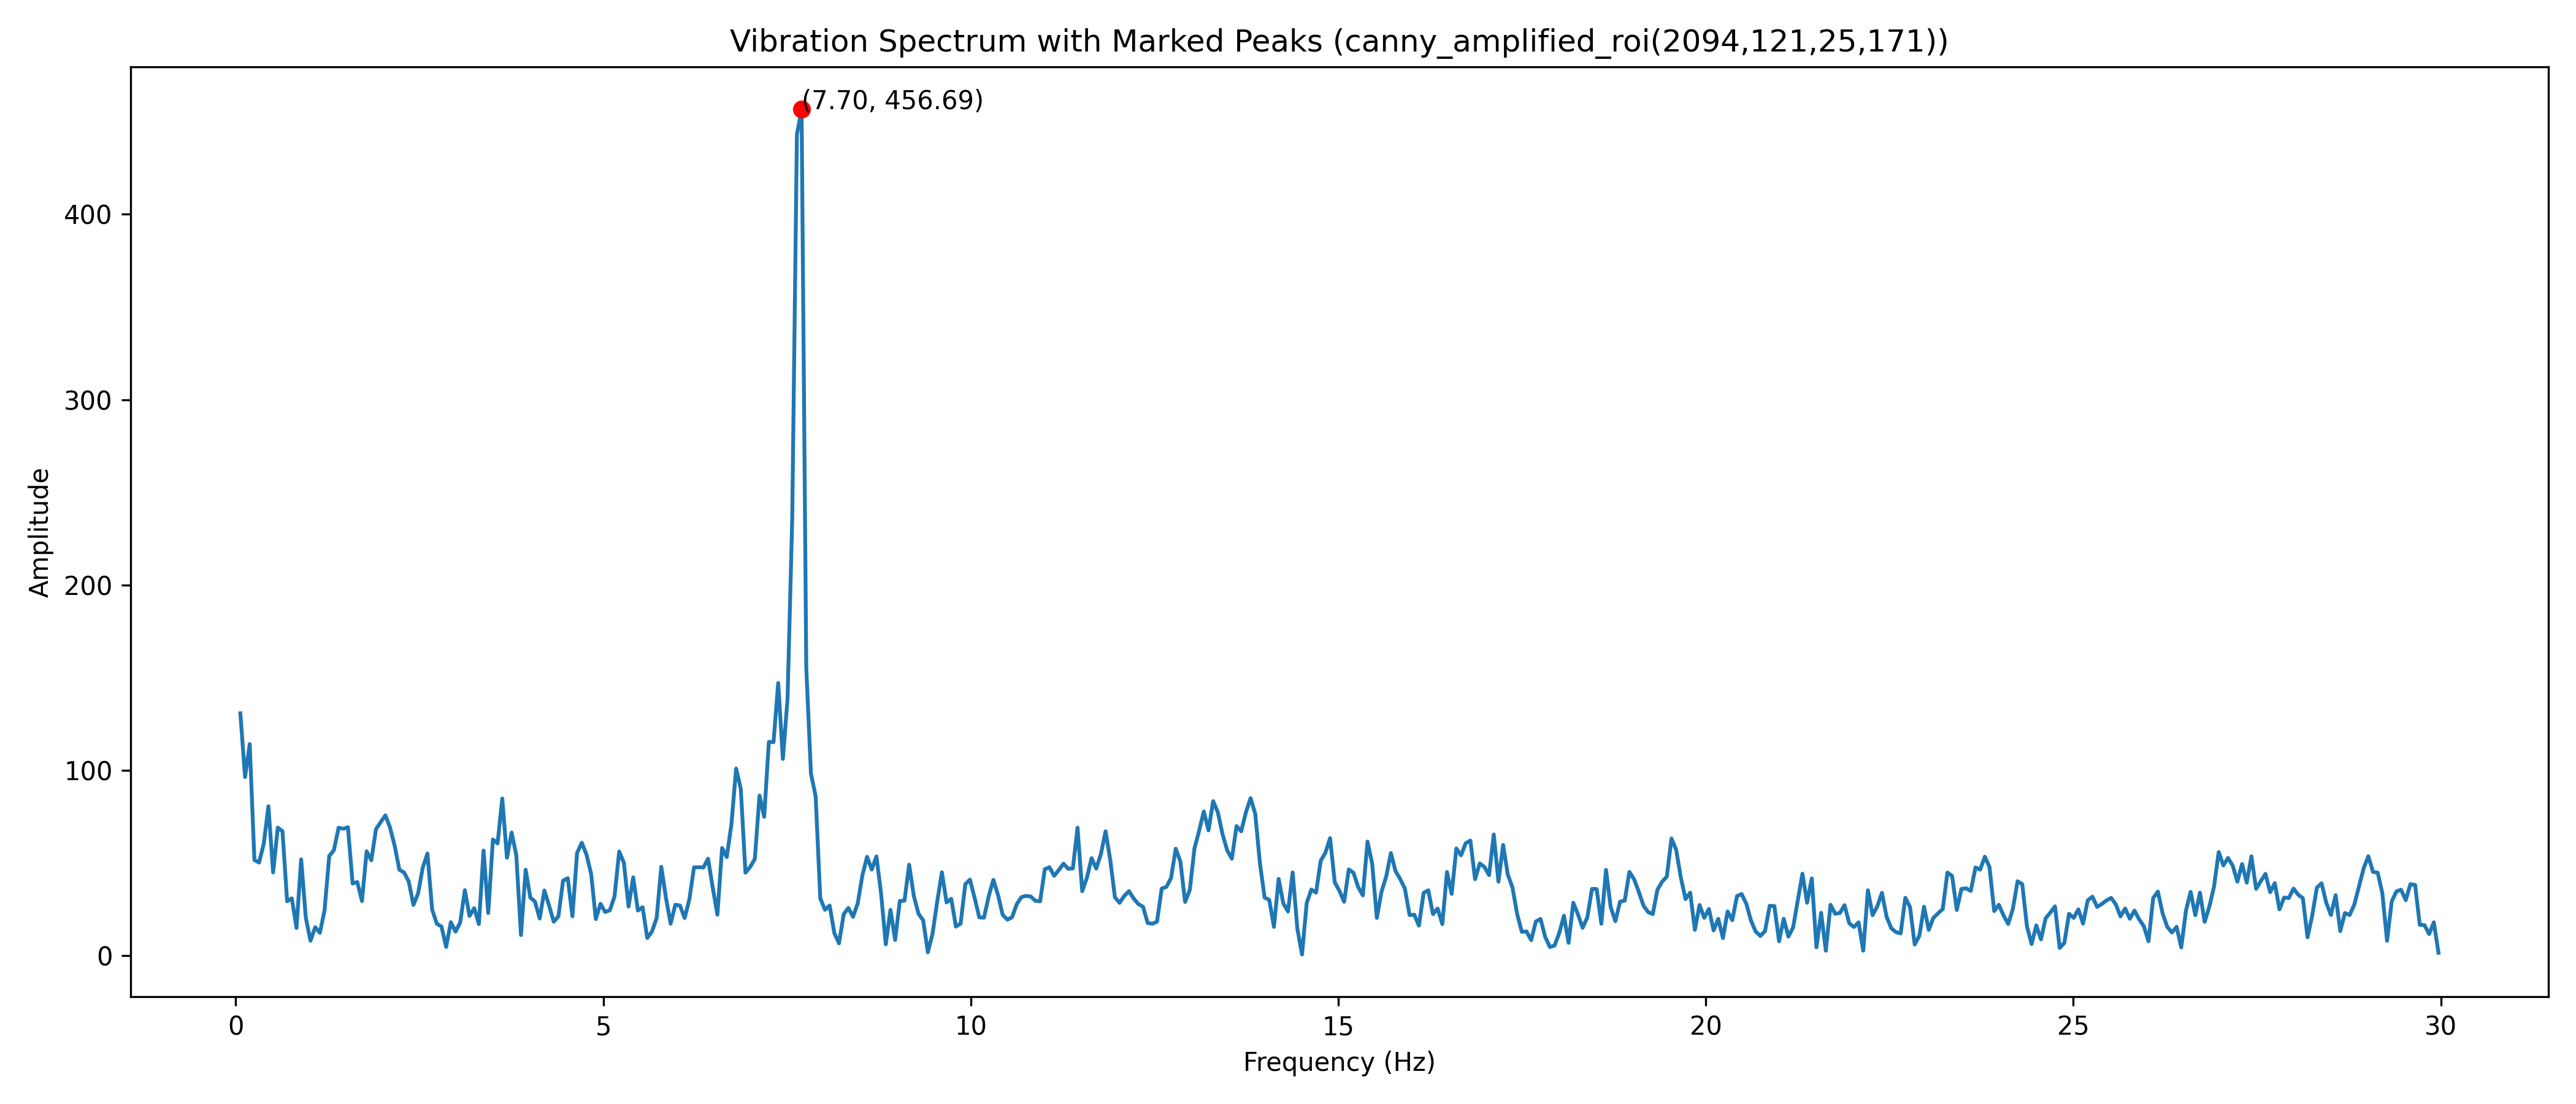 Vibration Spectrum with Marked Peaks (canny_amplified_roi(2094,121,25,171))
(7.70, 456.69)
400
300
200
100
0
Amplitude
0 5 10 15 20 25 30
Frequency (Hz)